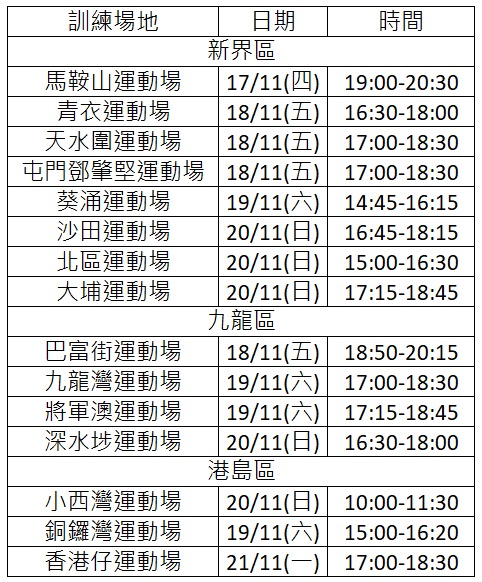 訓練場地 日期 時間
新界區
馬鞍山運動場 17/11(四) 19:00-20:30
青衣運動場 18/11(五) 16:30-18:00
天水圍運動場 18/11(五) 17:00-18:30
屯門鄧肇堅運動場 18/11(五) 17:00-18:30
葵涌運動場 19/11(六) 14:45-16:15
沙田運動場 20/11(日) 16:45-18:15
北區運動場 20/11(日) 15:00-16:30
大埔運動場 20/11(日) 17:15-18:45
九龍區
巴富街運動場 18/11(五) 18:50-20:15
九龍灣運動場 19/11(六) 17:00-18:30
將軍澳運動場 19/11(六) 17:15-18:45
深水埗運動場 20/11(日) 16:30-18:00
港島區
小西灣運動場 20/11(日) 10:00-11:30
銅鑼灣運動場 19/11(六) 15:00-16:20
香港仔運動場 21/11(一) 17:00-18:30